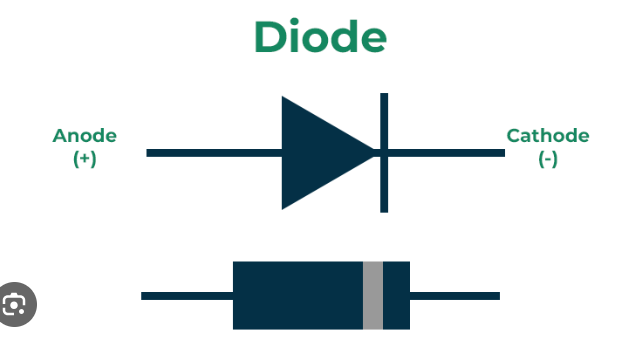 Diode
Anode
(+)
Cathode
(-)